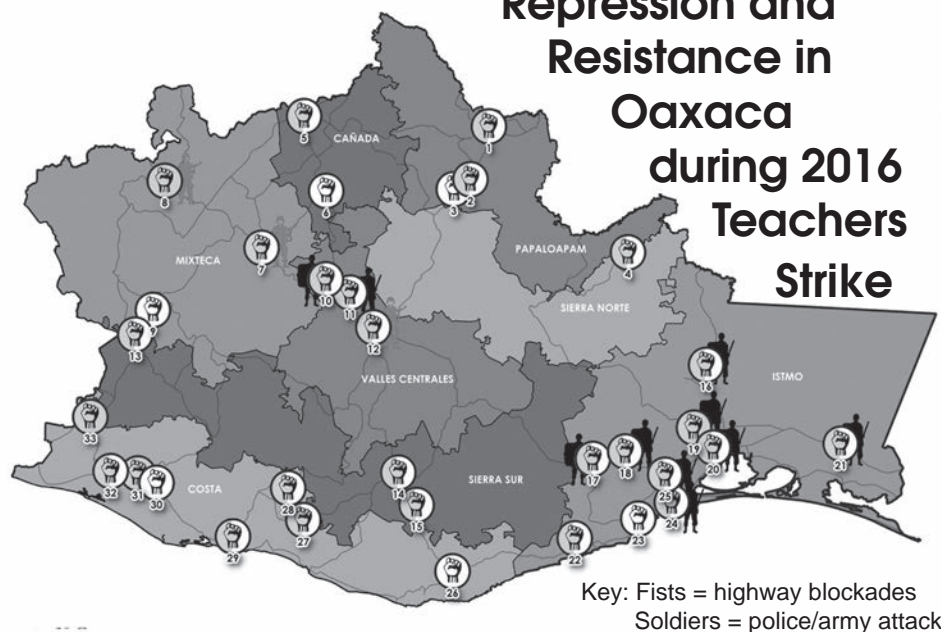 Repression and
Resistance in
Oaxaca
during 2016
Teachers
Strike
5
CAÑADA
1
8
6
3
2
7
MIXTECA
PAPALOAPAM
4
10
11
SIERRA NORTE
9
12
13
16
VALLES CENTRALES
ISTMO
33
19
20
21
17
18
32
31
30
COSTA
28
14
SIERRA SUR
25
15
24
27
23
29
22
26
Key: Fists = highway blockades
Soldiers = police/army attack